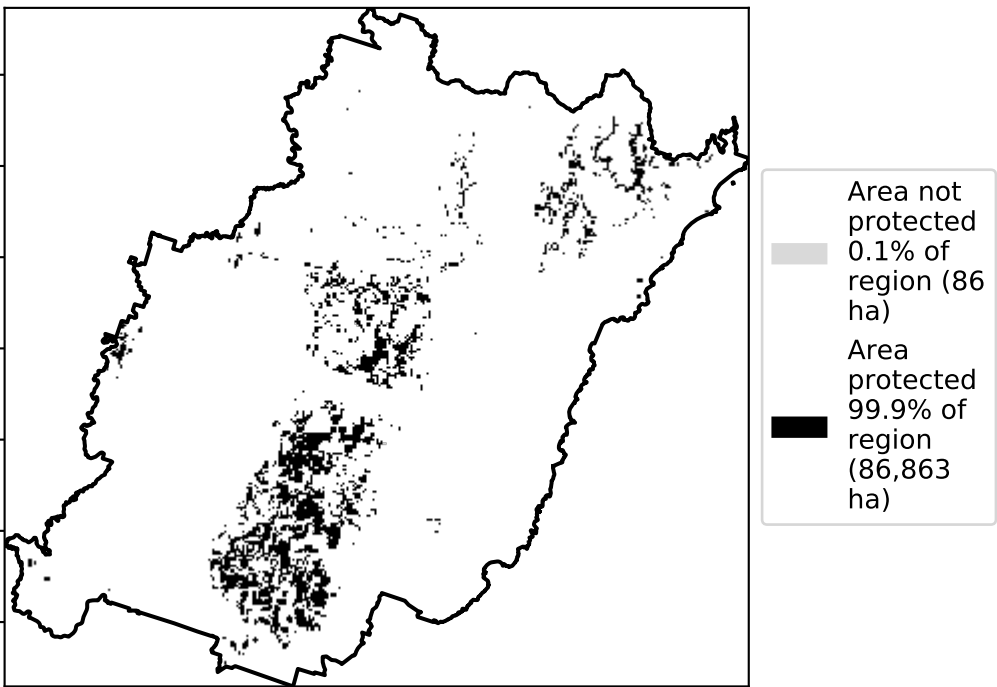 Area not
protected
0.1% of
region (86
ha)
Area
protected
99.9% of
region
(86,863
ha)